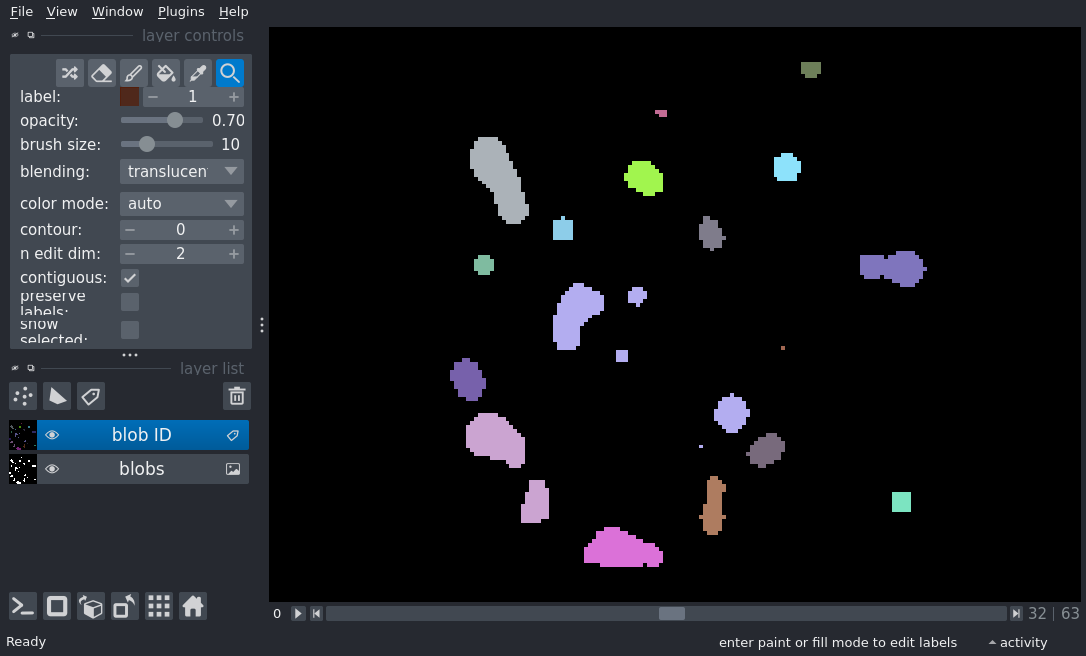 File View Window Plugins Help
layer controls
label: 1
opacity: 0.70
brush size: 10
blending: translucen
color mode: auto
contour: 0
n edit dim: 2
contiguous:
preserve
labels:
show
selected:
layer list
blob ID
blobs
0 32 | 63
Ready enter paint or fill mode to edit labels activity